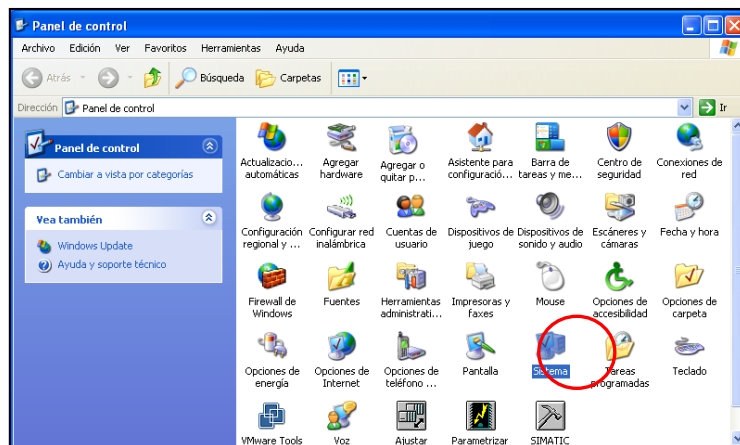 Panel de control
Archivo Edición Ver Favoritos Herramientas Ayuda
Atrás Búsqueda Carpetas
Dirección Panel de control Ir
Panel de control
Cambiar a vista por categorías
Vea también
Windows Update
Ayuda y soporte técnico
Actualizacio... Agregar Agregar o Asistente para Barra de Centro de Conexiones de
automáticas hardware quitar p... configuració... tareas y me... seguridad red
Configuración Configurar red Cuentas de Dispositivos de Dispositivos de Escáneres y Fecha y hora
regional y ... inalámbrica usuario juego sonido y audio cámaras
Firewall de Fuentes Herramientas Impresoras y Mouse Opciones de Opciones de
Windows administrati... faxes accesibilidad carpeta
Opciones de Opciones de Opciones de Pantalla Sistema Tareas Teclado
energía Internet teléfono ... programadas
VMware Tools Voz Ajustar Parametrizar SIMATIC